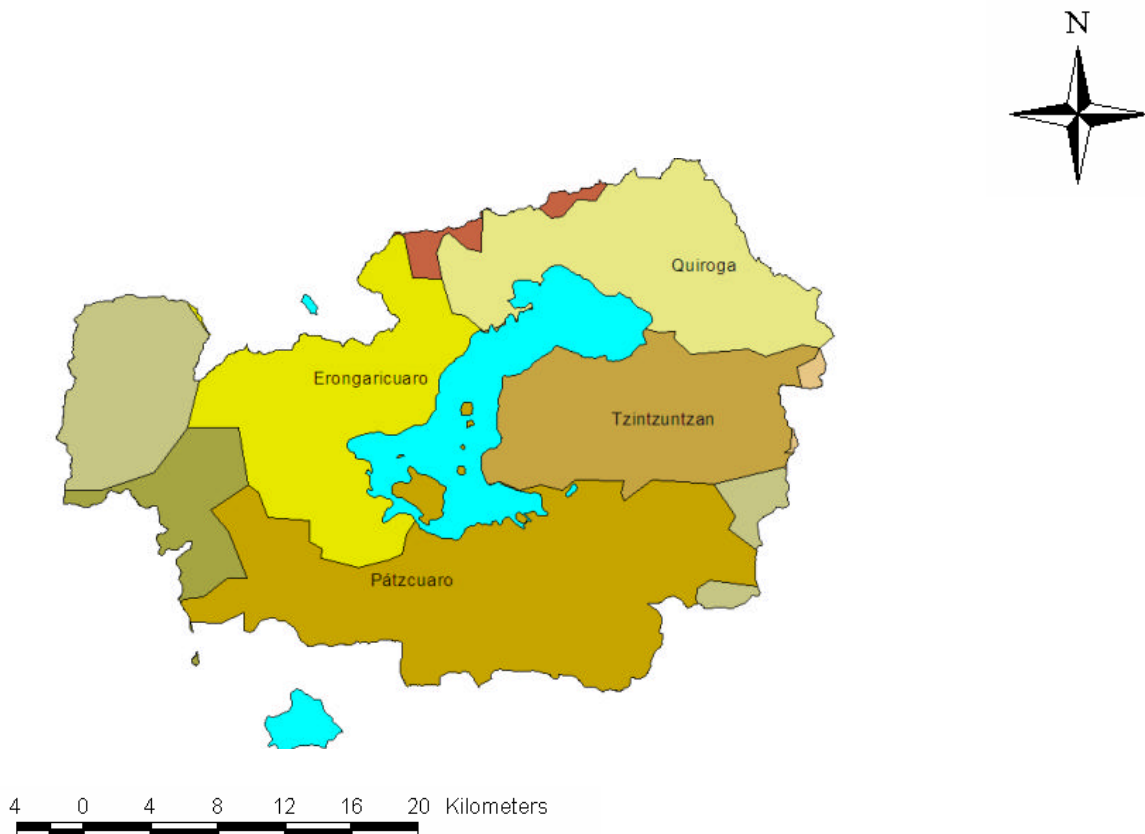 N
Quiroga
Erongaricuaro
Tzintzuntzan
Pátzcuaro
4 0 4 8 12 16 20 Kilometers